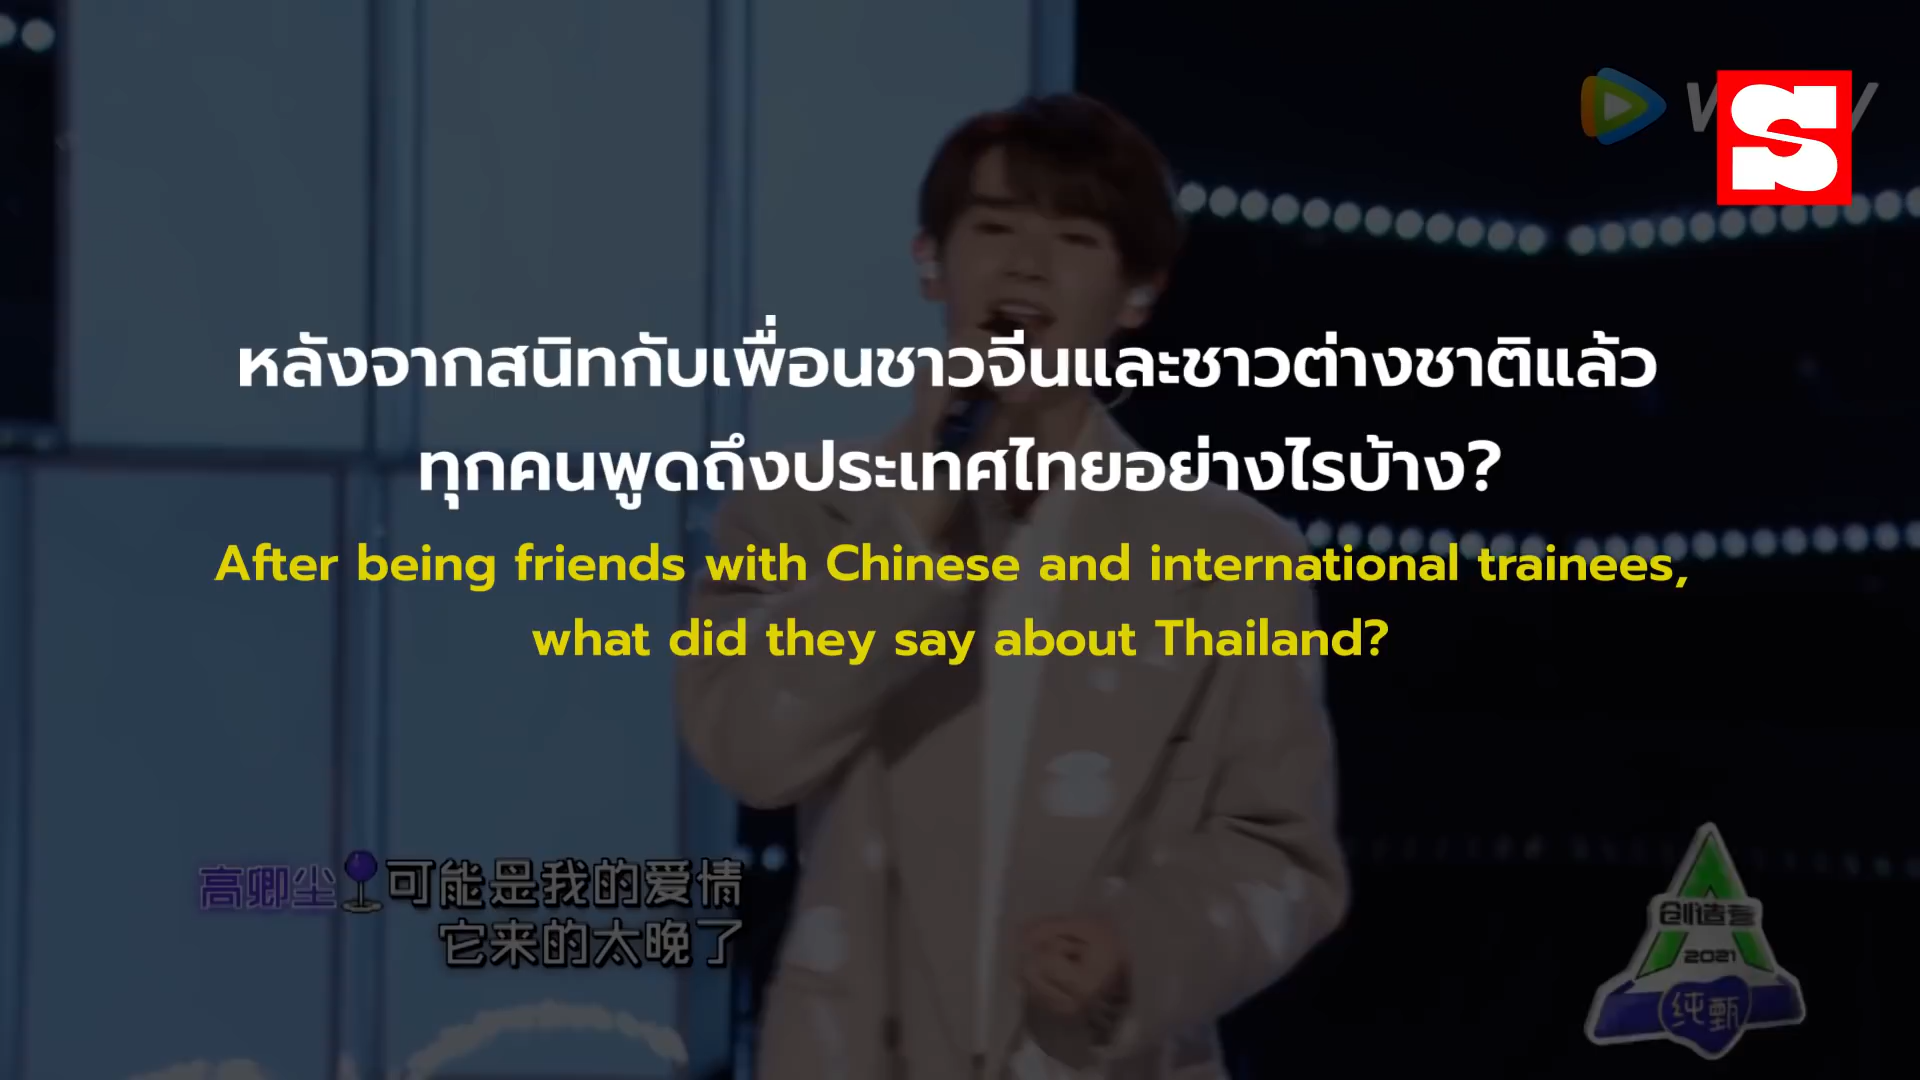 S
หลังจากสนิทกับเพื่อนชาวจีนและชาวต่างชาติแล้ว
ทุกคนพูดถึงประเทศไทยอย่างไรบ้าง?
After being friends with Chinese and international trainees,
what did they say about Thailand?
高卿尘 可能是我的爱情
它来的太晚了
创造营
2021
纯甄